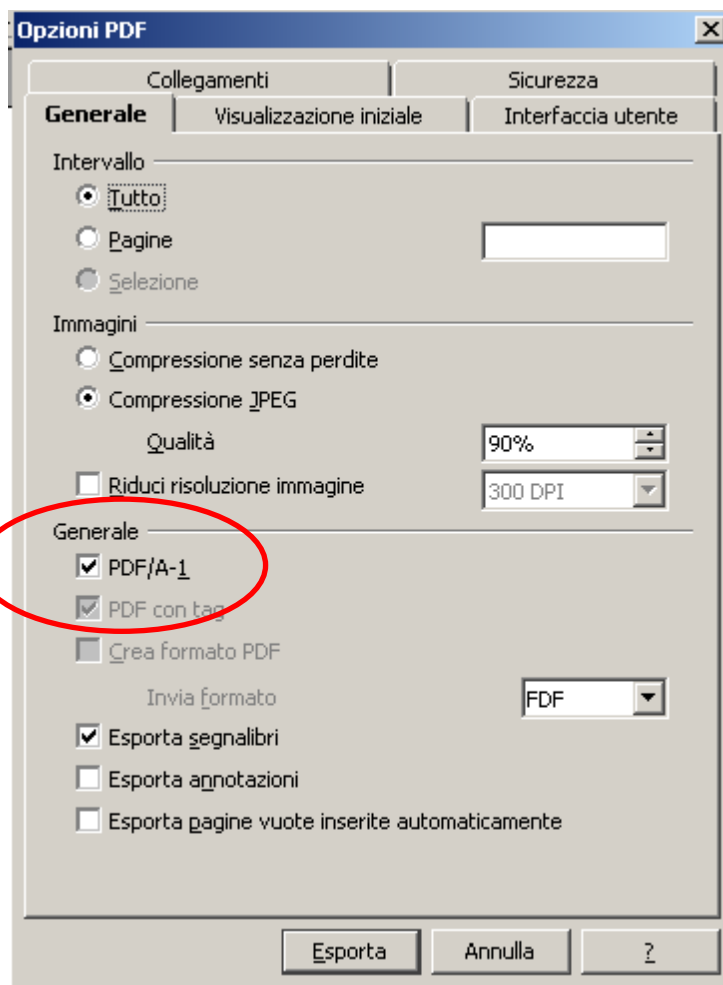 Opzioni PDF
Collegamenti Sicurezza
Generale Visualizzazione iniziale Interfaccia utente
Intervallo
Tutto
Pagine
Selezione
Immagini
Compressione senza perdite
Compressione JPEG
Qualità 90%
Riduci risoluzione immagine 300 DPI
Generale
PDF/A-1
PDF con tag
Crea formato PDF
Invia formato FDF
Esporta segnalibri
Esporta annotazioni
Esporta pagine vuote inserite automaticamente
Esporta Annulla ?